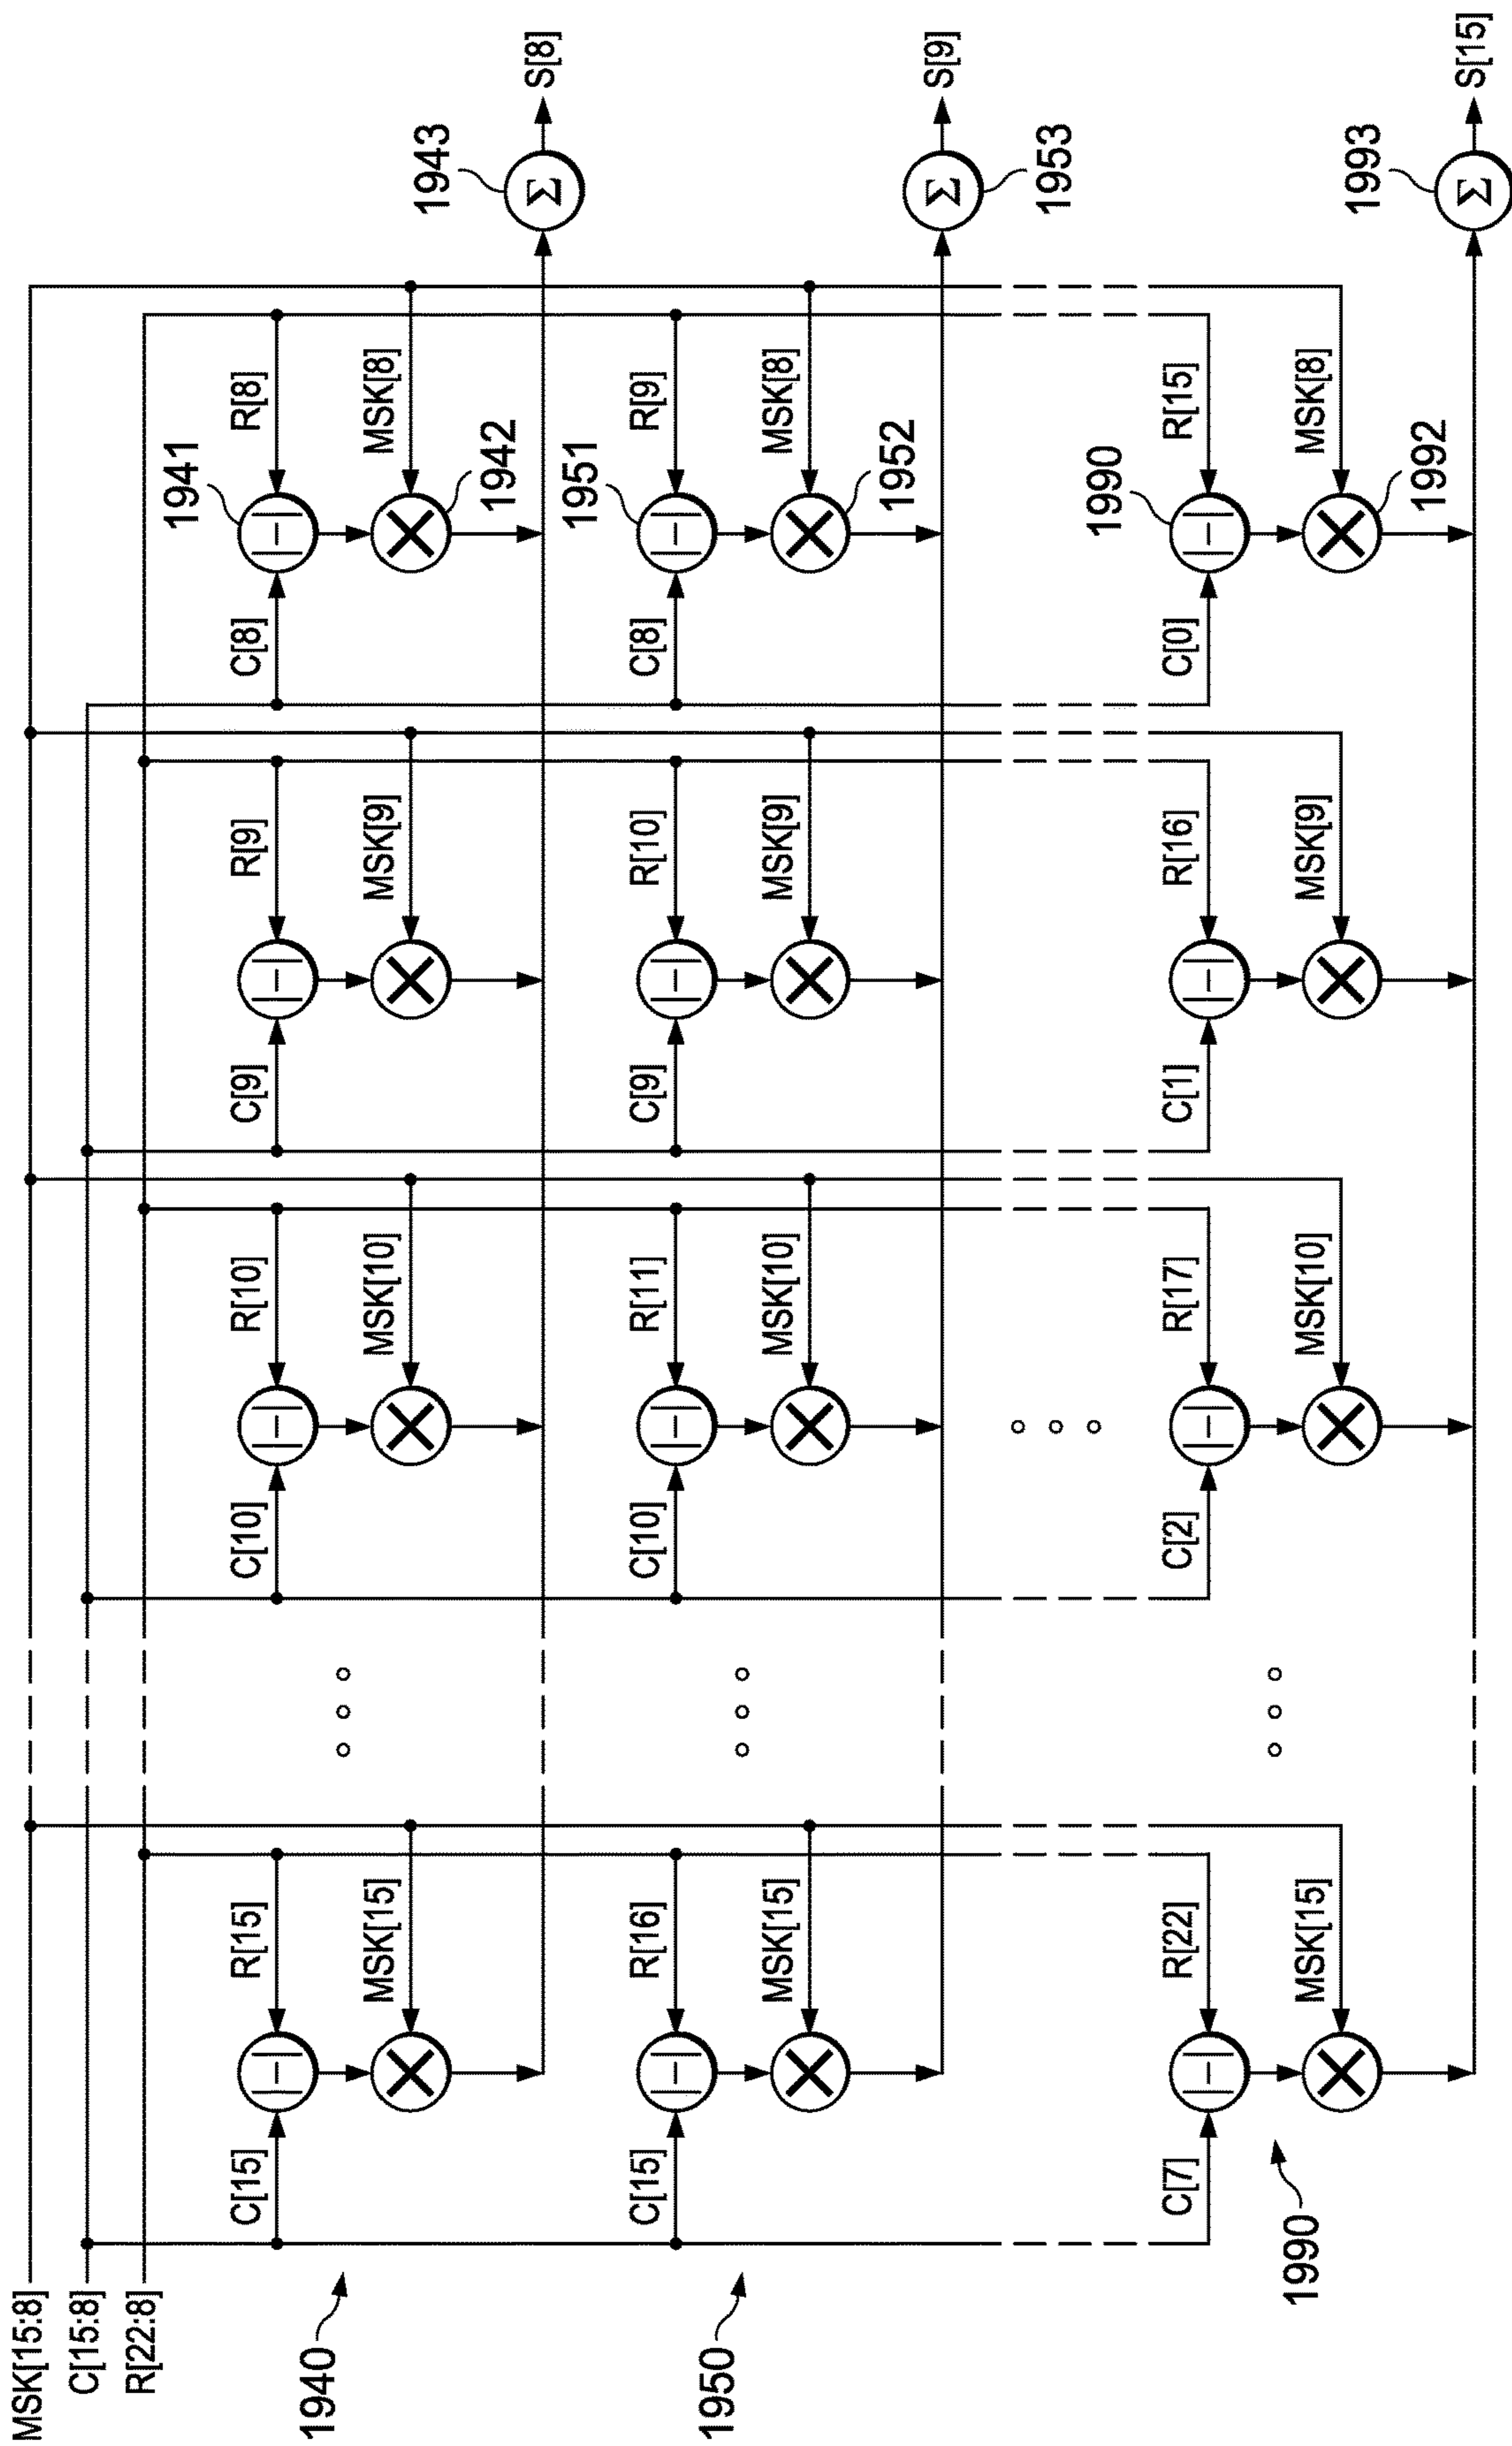 MSK[15:8]
C[15:8]
R[22:8]
1941
C[15] R[15] C[10] R[10] C[9] R[9] C[8] R[8]
1940
MSK[15] MSK[10] MSK[9] MSK[8]
1943
1942
Σ S[8]
1951
C[15] R[16] C[10] R[11] C[9] R[10] C[8] R[9]
1950
MSK[15] MSK[10] MSK[9] MSK[8]
1952
Σ S[9]
1953
1990
C[7] R[22] C[2] R[17] C[1] R[16] C[0] R[15]
1990
MSK[15] MSK[10] MSK[9] MSK[8]
1993
1992
Σ S[15]